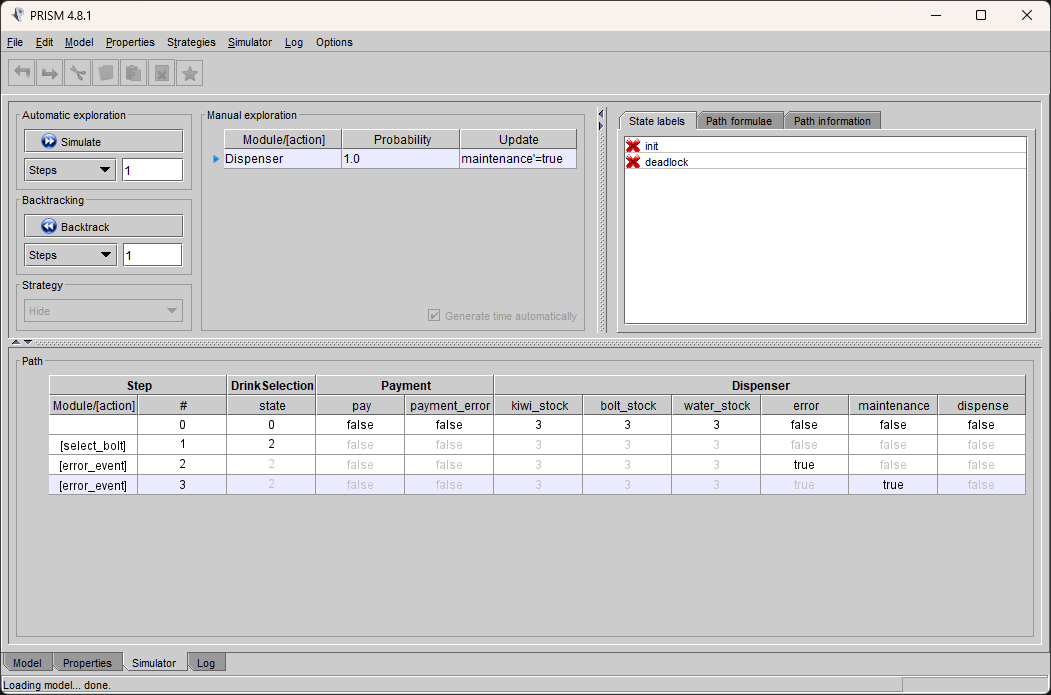 PRISM 4.8.1
File Edit Model Properties Strategies Simulator Log Options
Automatic exploration
Simulate
Steps 1
Backtracking
Backtrack
Steps 1
Strategy
Hide
Manual exploration
Module/[action] Probability Update
Dispenser 1.0 maintenance'=true
Generate time automatically
State labels Path formulae Path information
init
deadlock
Path
Step DrinkSelection Payment Dispenser
Module/[action] # state pay payment_error kiwi_stock bolt_stock water_stock error maintenance dispense
0 0 false false 3 3 3 false false false
[select_bolt] 1 2 false false 3 3 3 false false false
[error_event] 2 2 false false 3 3 3 true false false
[error_event] 3 2 false false 3 3 3 true true false
Model Properties Simulator Log
Loading model... done.